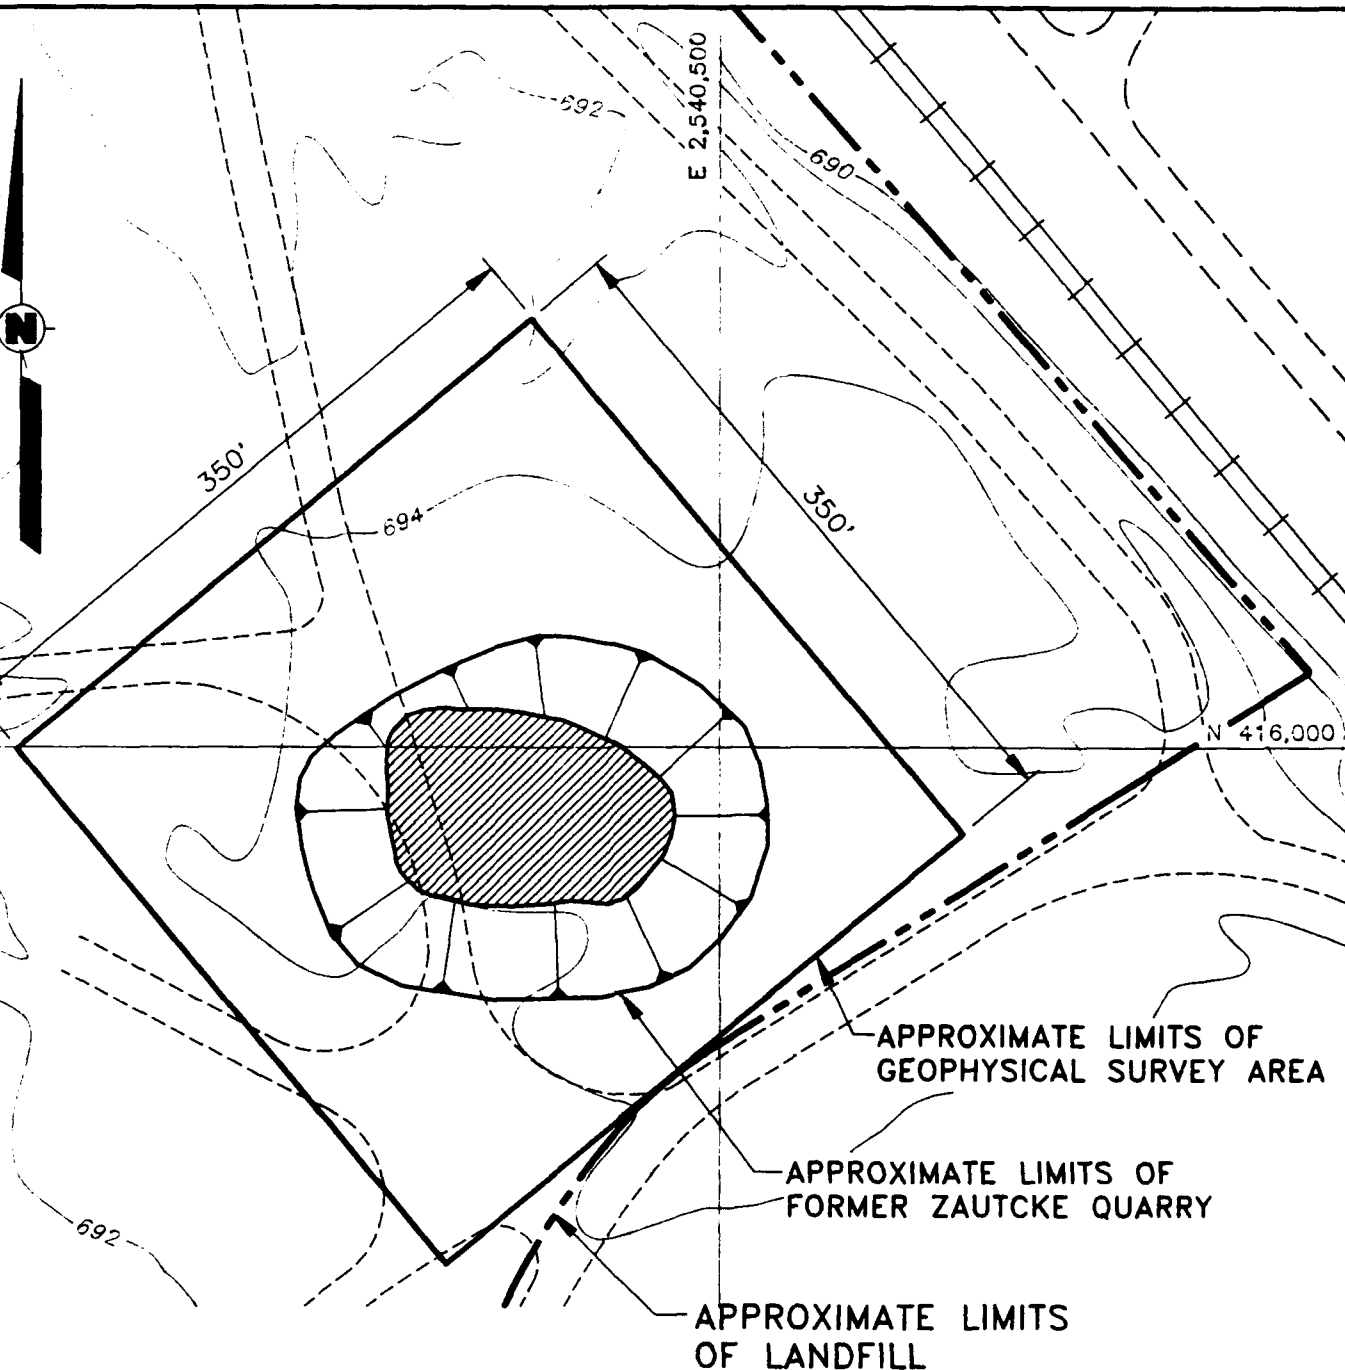 E 2,540,500
692
690
N
350'
350'
694
N 416,000
APPROXIMATE LIMITS OF
GEOPHYSICAL SURVEY AREA
APPROXIMATE LIMITS OF
FORMER ZAUTCKE QUARRY
692
APPROXIMATE LIMITS
OF LANDFILL